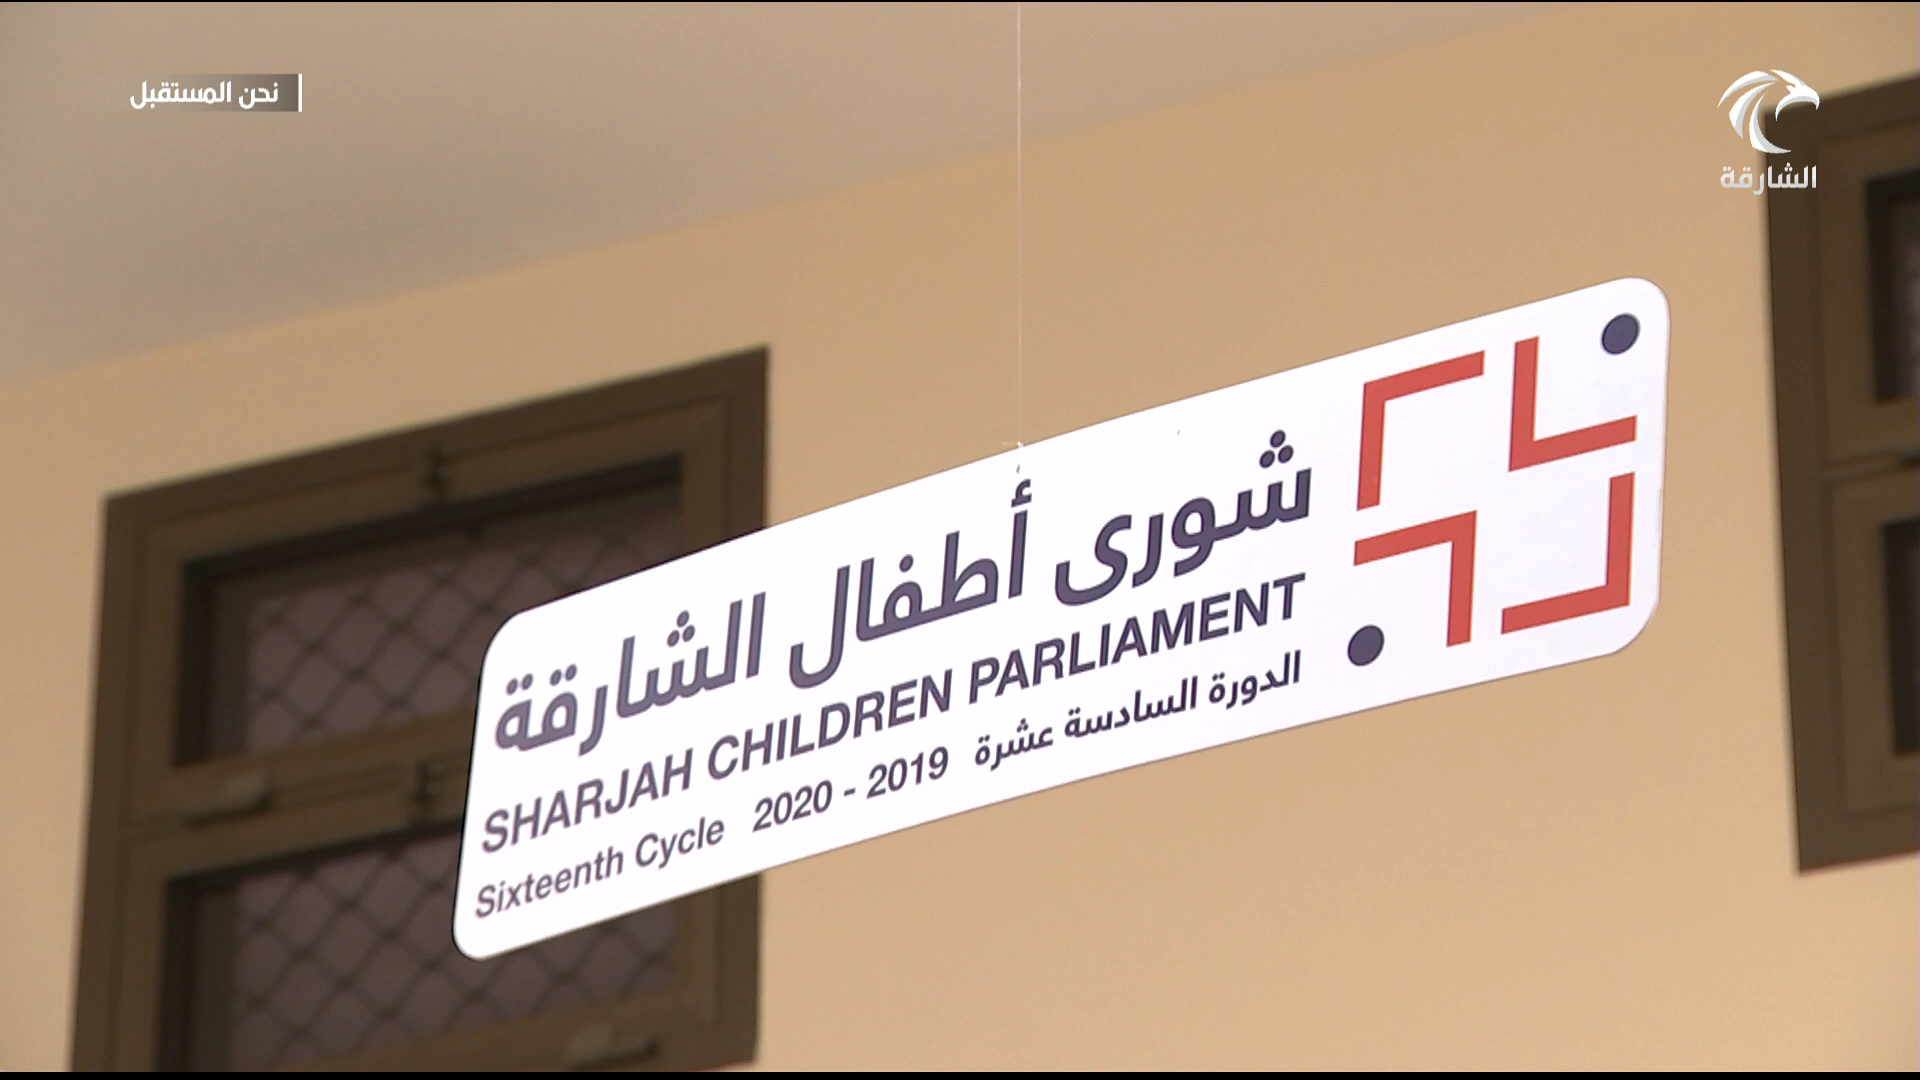 نحن المستقبل
الشارقة
شورى أطفال الشارقة
SHARJAH CHILDREN PARLIAMENT
Sixteenth Cycle 2020 - 2019 الدورة السادسة عشرة